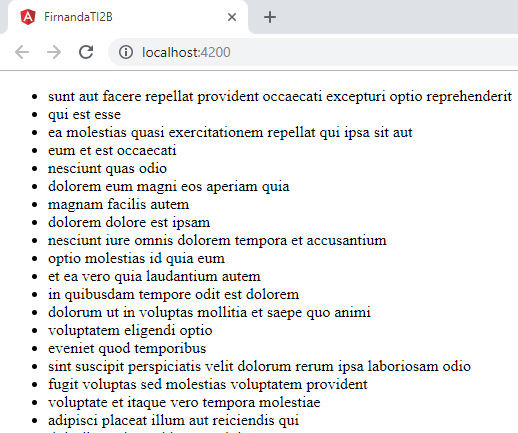 FirnandaTI2B
localhost:4200
sunt aut facere repellat provident occaecati excepturi optio reprehenderit
qui est esse
ea molestias quasi exercitationem repellat qui ipsa sit aut
eum et est occaecati
nesciunt quas odio
dolorem eum magni eos aperiam quia
magnam facilis autem
dolorem dolore est ipsam
nesciunt iure omnis dolorem tempora et accusantium
optio molestias id quia eum
et ea vero quia laudantium autem
in quibusdam tempore odit est dolorem
dolorum ut in voluptas mollitia et saepe quo animi
voluptatem eligendi optio
eveniet quod temporibus
sint suscipit perspiciatis velit dolorum rerum ipsa laboriosam odio
fugit voluptas sed molestias voluptatem provident
voluptate et itaque vero tempora molestiae
adipisci placeat illum aut reiciendis qui